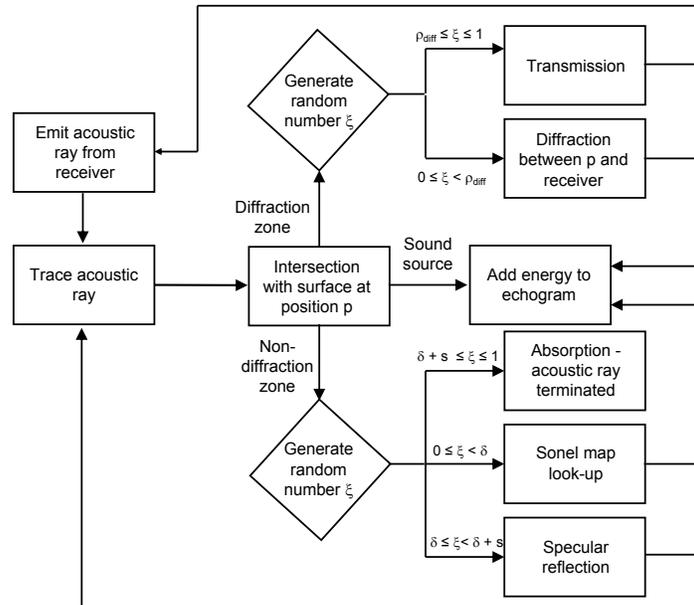 Generate
random
number ξ
ρdiff ≤ ξ ≤ 1
Transmission
Emit acoustic
ray from
receiver
Diffraction
between p and
receiver
0 ≤ ξ < ρdiff
Diffraction
zone
Trace acoustic
ray
Intersection
with surface at
position p
Sound
source
Add energy to
echogram
Non-
diffraction
zone
δ + s ≤ ξ ≤ 1
Absorption -
acoustic ray
terminated
Generate
random
number ξ
0 ≤ ξ < δ
Sonel map
look-up
δ ≤ ξ< δ + s
Specular
reflection